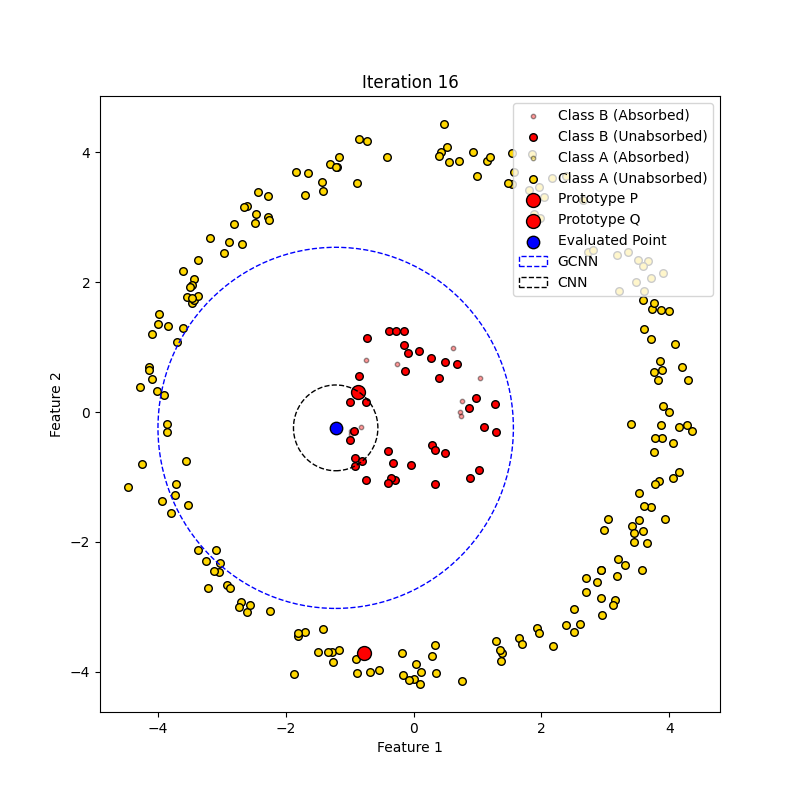 Iteration 16
Class B (Absorbed)
Class B (Unabsorbed)
Class A (Absorbed)
Class A (Unabsorbed)
Prototype P
Prototype Q
Evaluated Point
GCNN
CNN
Feature 2
4
2
0
−2
−4
−4
−2
0
2
4
Feature 1